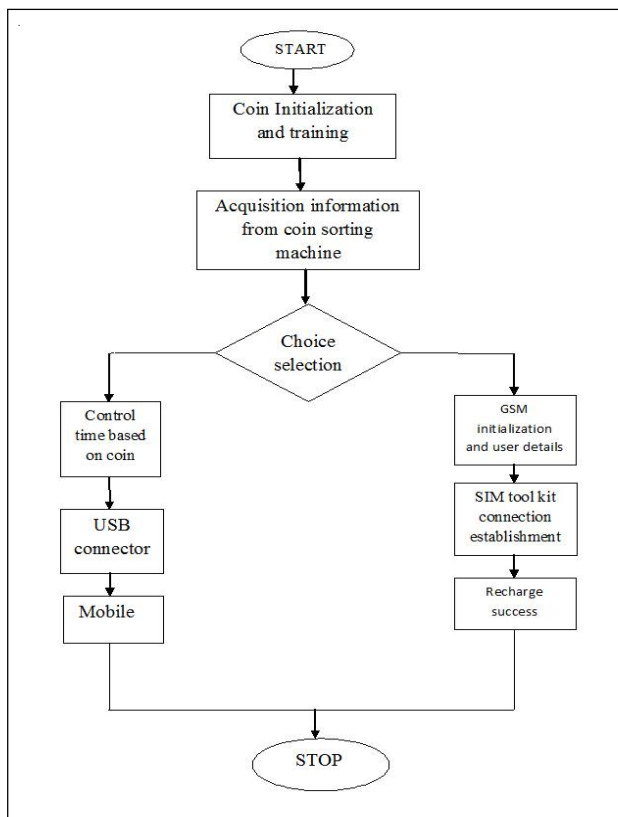 START
Coin Initialization
and training
Acquisition information
from coin sorting
machine
Choice
selection
Control
time based
on coin
USB
connector
Mobile
GSM
initialization
and user details
SIM tool kit
connection
establishment
Recharge
success
STOP